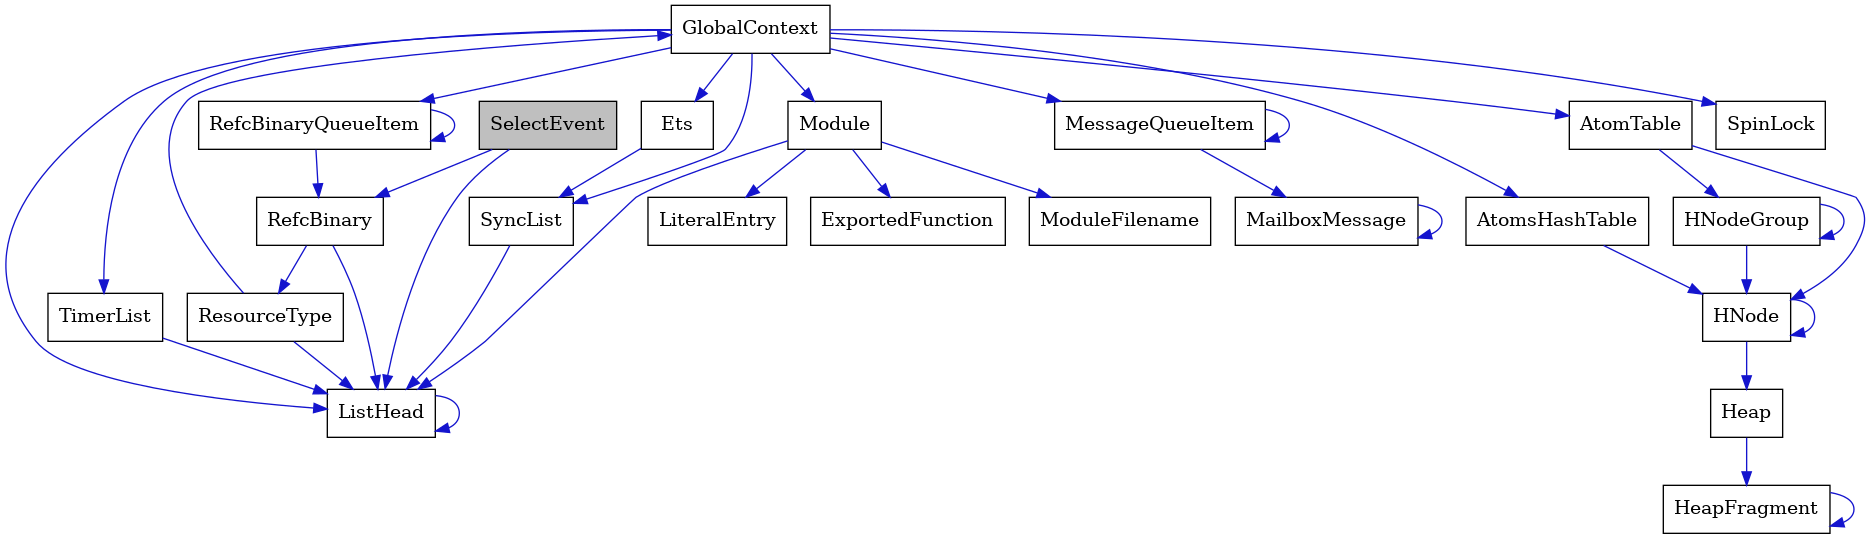 GlobalContext
RefcBinaryQueueItem
SelectEvent
Ets
Module
MessageQueueItem
AtomTable
SpinLock
RefcBinary
SyncList
LiteralEntry
ExportedFunction
ModuleFilename
MailboxMessage
AtomsHashTable
HNodeGroup
TimerList
ResourceType
HNode
ListHead
Heap
HeapFragment